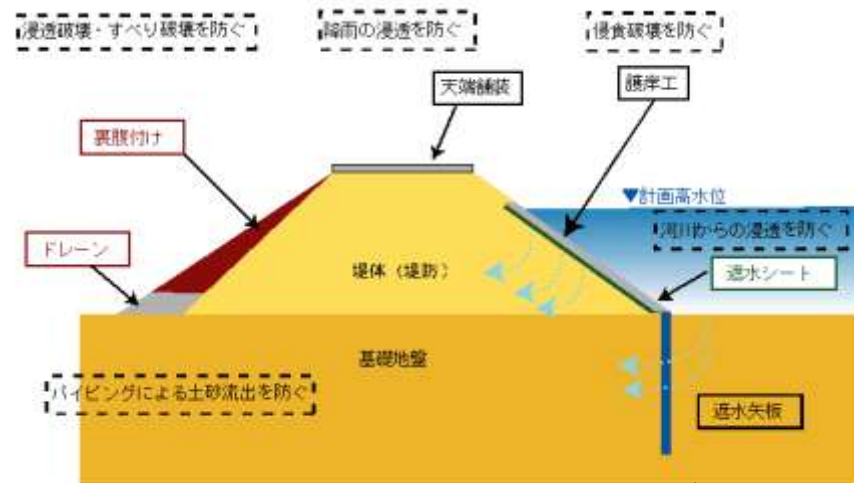 浸透破壊・すべり破壊を防ぐ
降雨の浸透を防ぐ
侵食破壊を防ぐ
天端舗装
護岸工
裏腹付け
▼計画高水位
河川からの浸透を防ぐ
ドレーン
堤体（堤防）
遮水シート
基礎地盤
パイピングによる土砂流出を防ぐ
遮水矢板